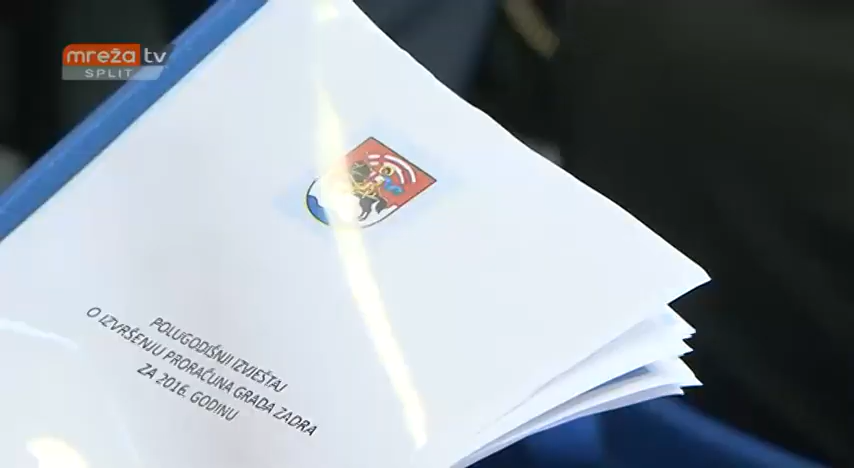 mreža tv
SPLIT
POLUGODIŠNJI IZVJEŠTAJ
O IZVRŠENJU PRORAČUNA GRADA ZADRA
ZA 2016. GODINU